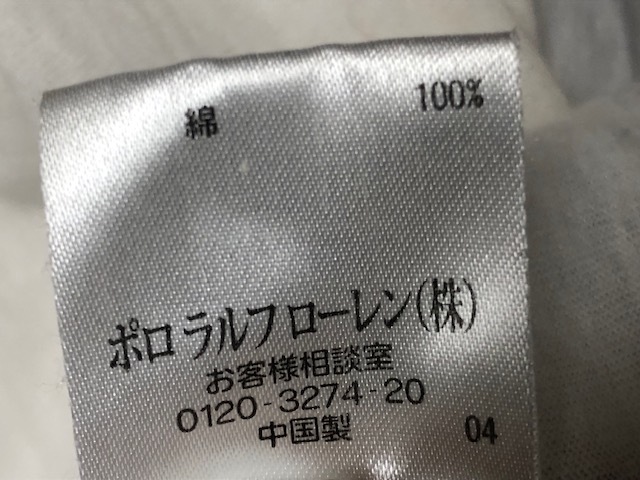 綿 100%
ポロ ラルフ ローレン(株)
お客様相談室
0120-3274-20
中国製 04